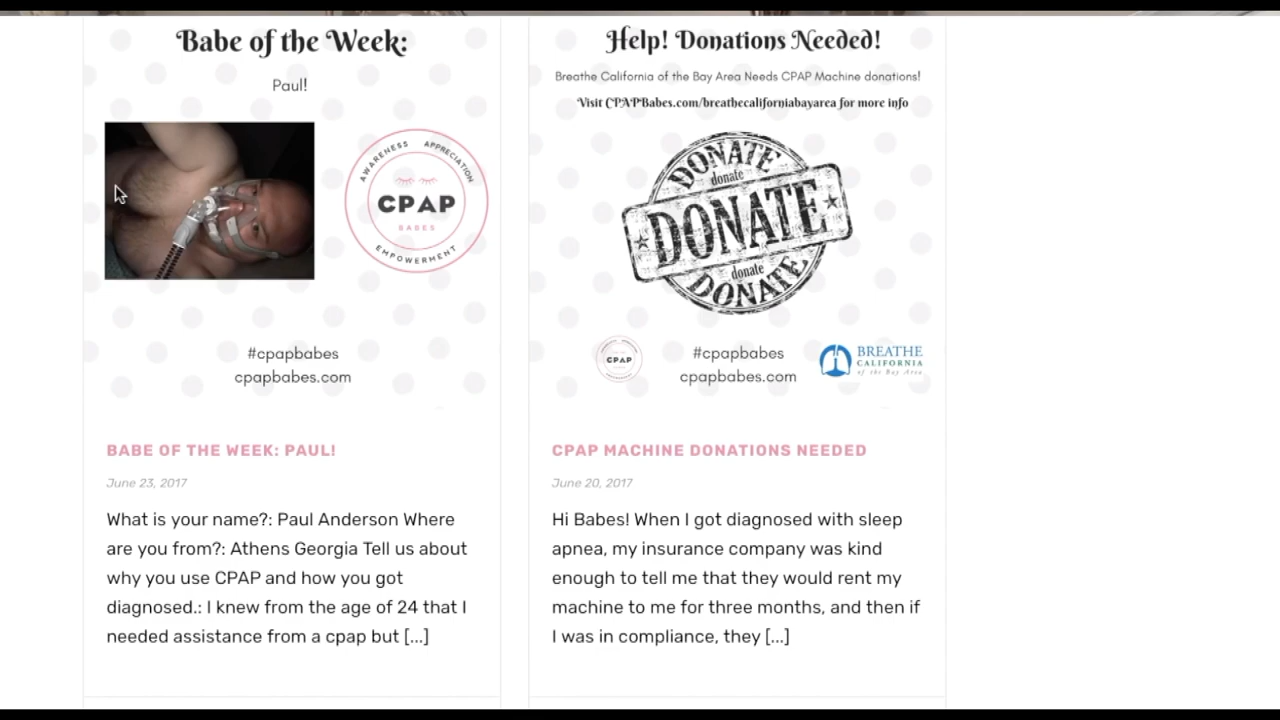 Babe of the Week:
Paul!
AWARENESS APPRECIATION
CPAP
BABES
EMPOWERMENT
#cpapbabes
cpapbabes.com
BABE OF THE WEEK: PAUL!
June 23, 2017
What is your name?: Paul Anderson Where
are you from?: Athens Georgia Tell us about
why you use CPAP and how you got
diagnosed.: I knew from the age of 24 that I
needed assistance from a cpap but [...]
Help! Donations Needed!
Breathe California of the Bay Area Needs CPAP Machine donations!
Visit CPAPBabes.com/breathecaliforniabayarea for more info
DONATE
donate
DONATE
donate
DONATE
CPAP
#cpapbabes
cpapbabes.com
BREATHE
CALIFORNIA
of the Bay Area
CPAP MACHINE DONATIONS NEEDED
June 20, 2017
Hi Babes! When I got diagnosed with sleep
apnea, my insurance company was kind
enough to tell me that they would rent my
machine to me for three months, and then if
I was in compliance, they [...]